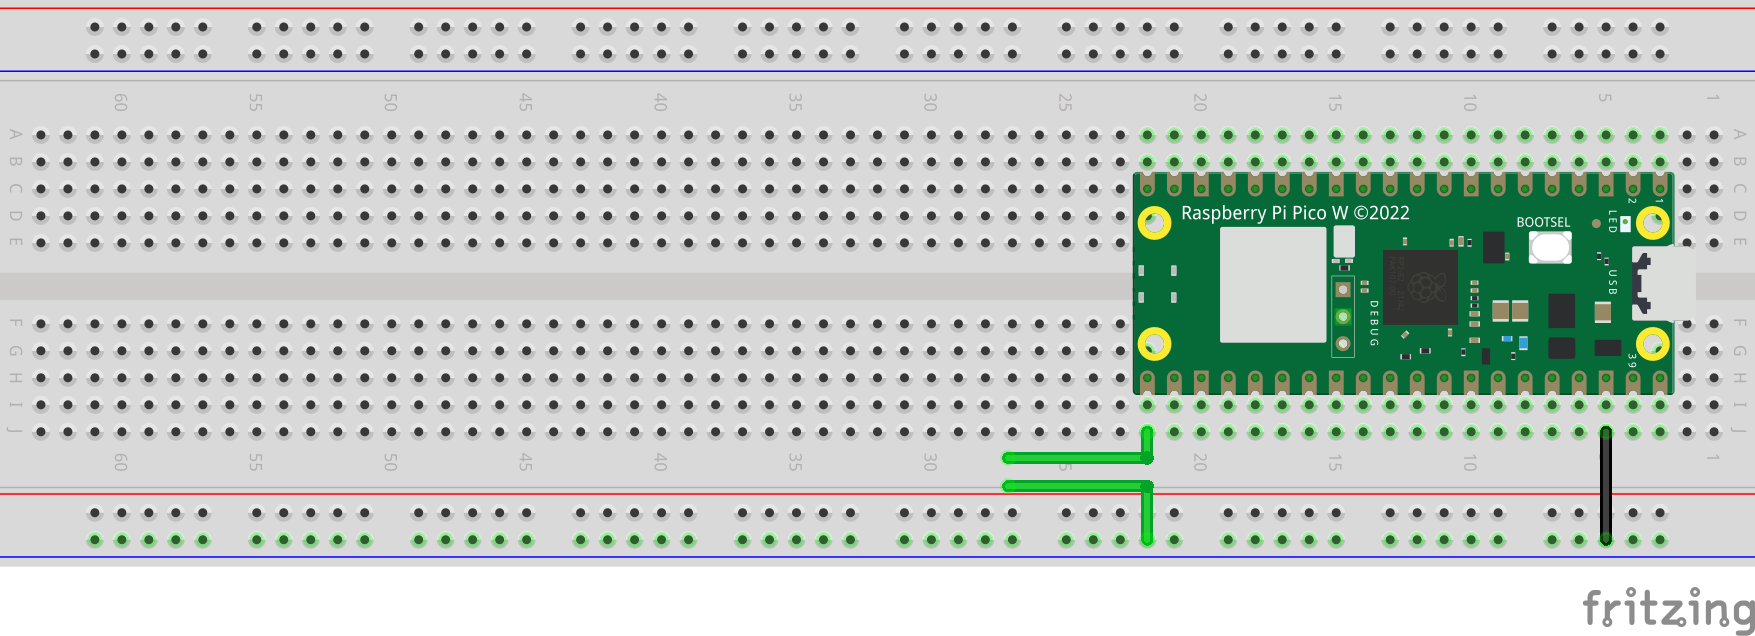 60 55 50 45 40 35 30 25 20 15 10 5 1
A A
B B
C C
D D
E E
2 1
Raspberry Pi Pico W ©2022
BOOTSEL
LED
USB
DEBUG
39
F F
G G
H H
I I
J J
60 55 50 45 40 35 30 5 20 15 10 1
fritzing